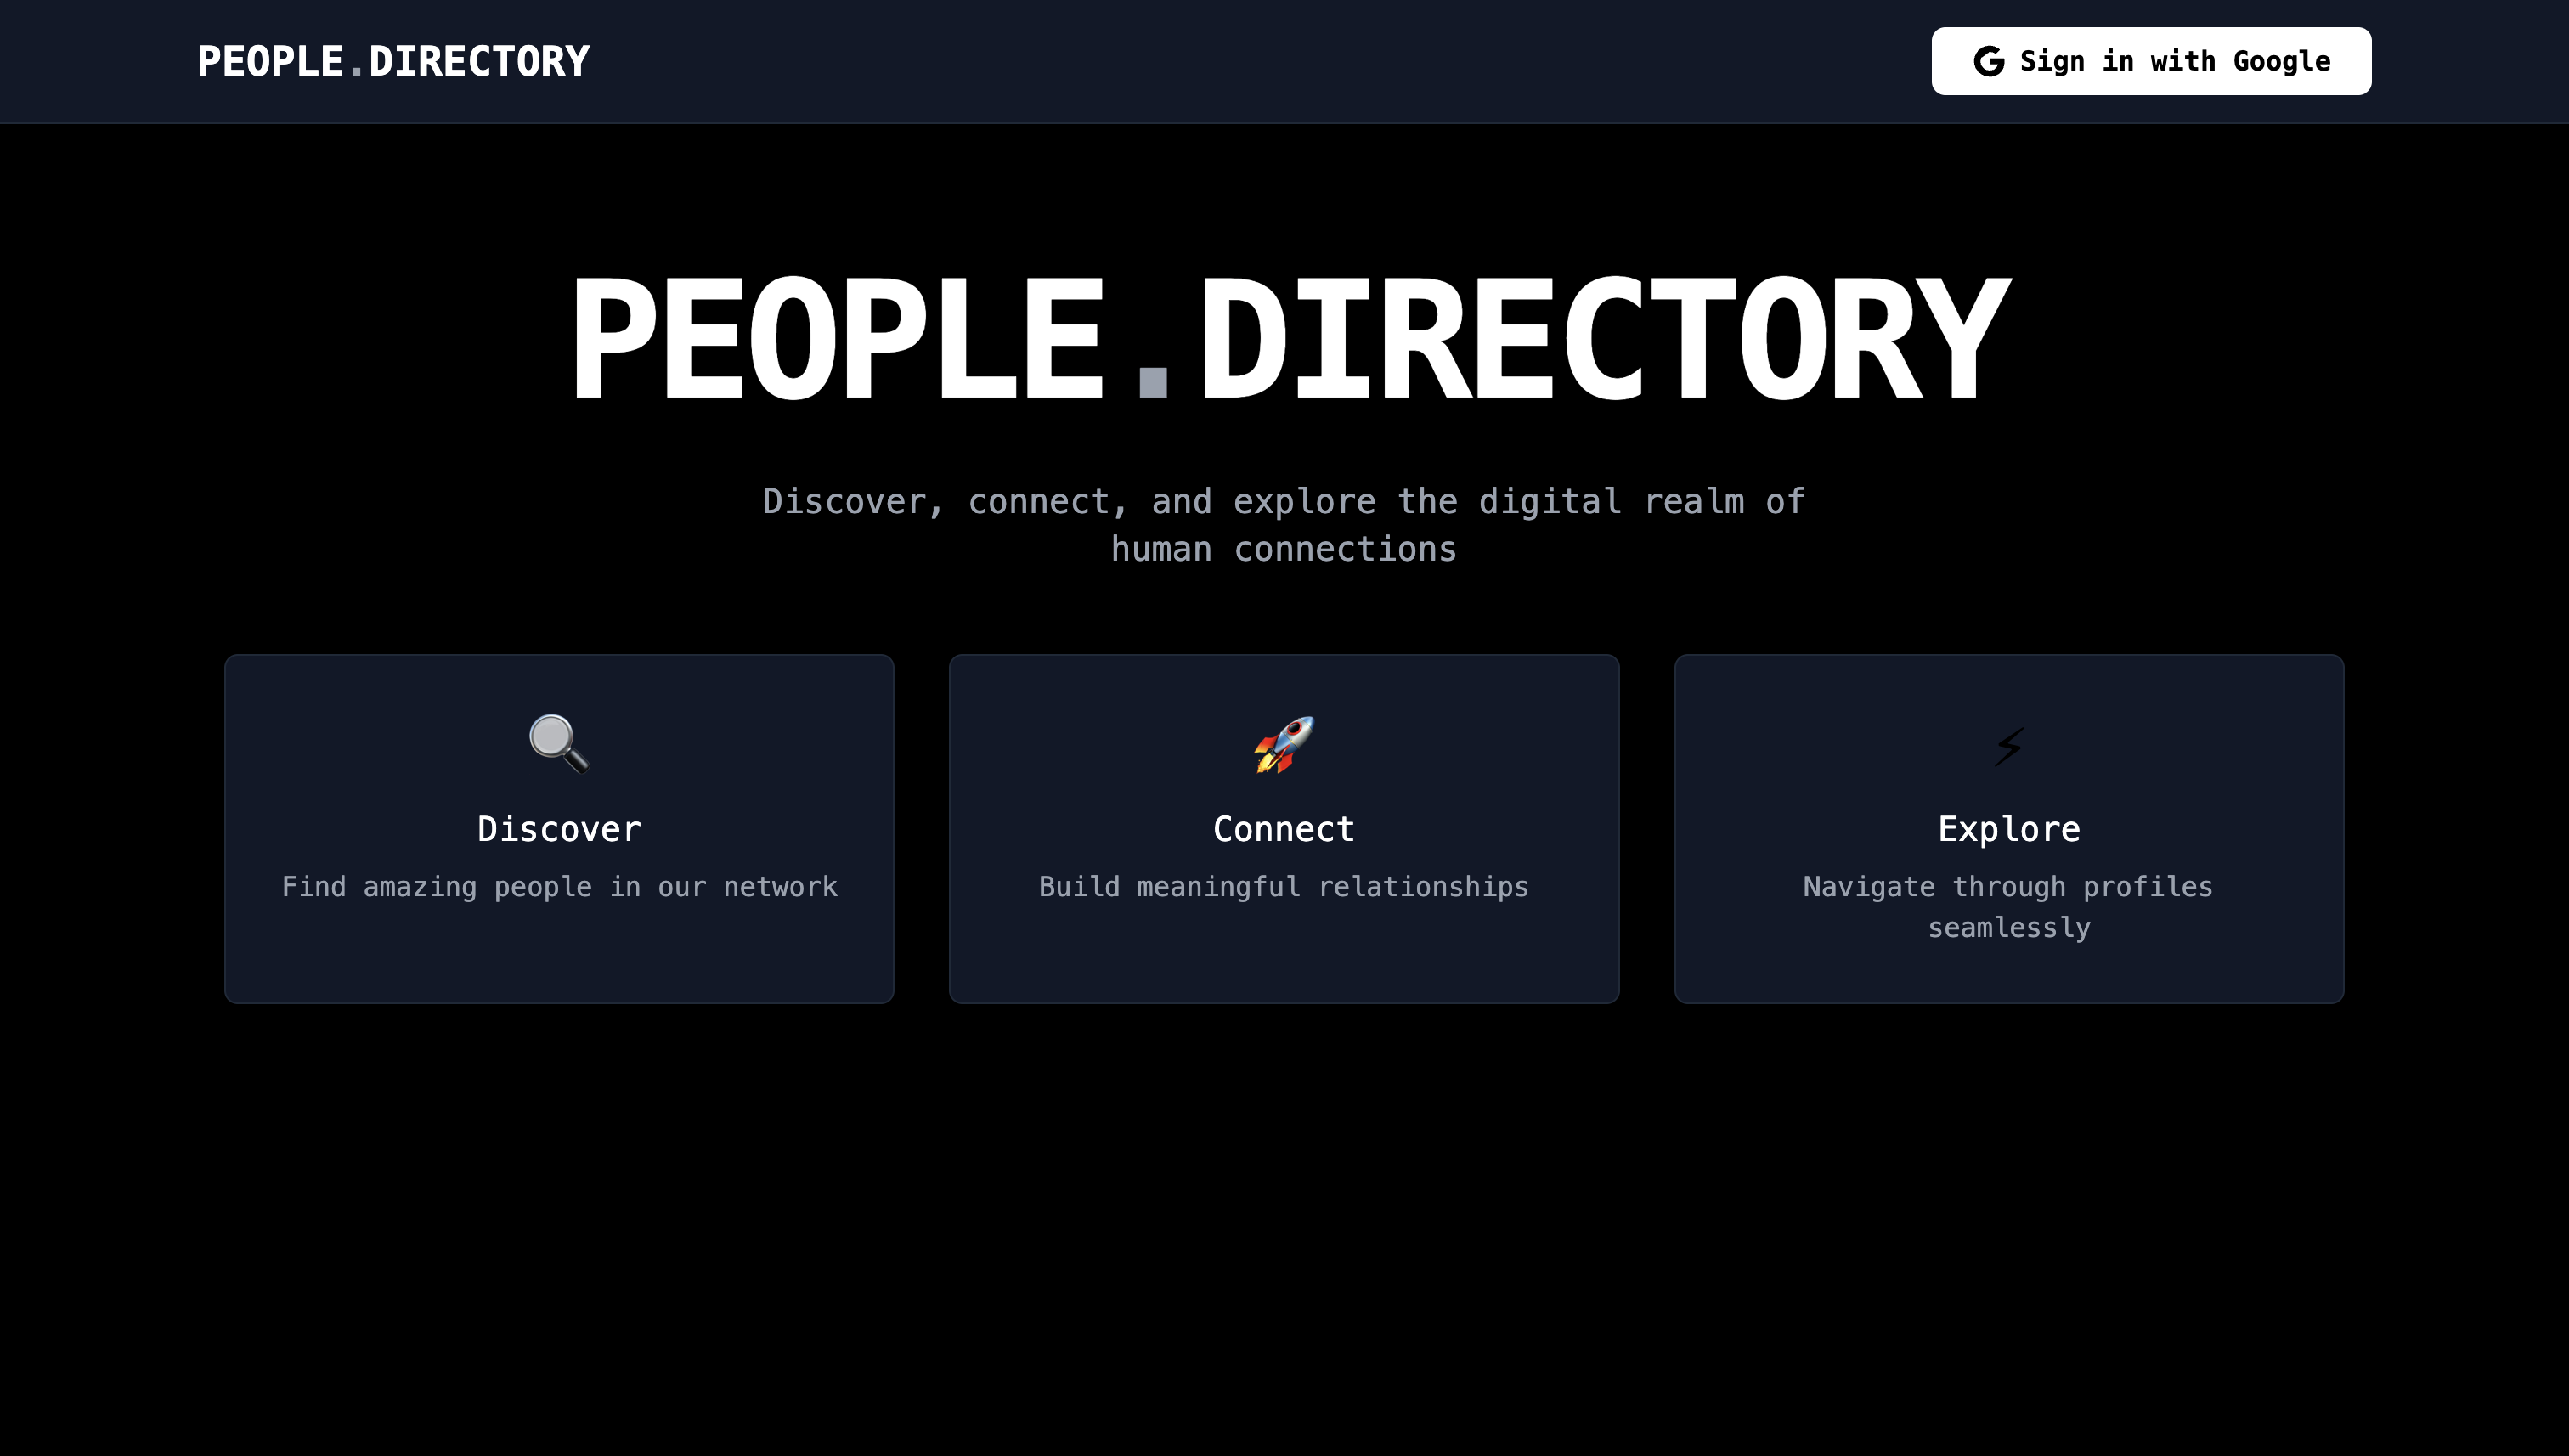 PEOPLE.DIRECTORY
Sign in with Google
PEOPLE.DIRECTORY
Discover, connect, and explore the digital realm of
human connections
Discover
Find amazing people in our network
Connect
Build meaningful relationships
Explore
Navigate through profiles
seamlessly